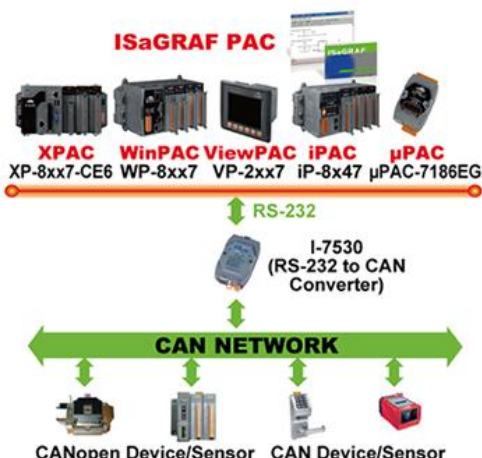 ISaGRAF PAC
ISaGRAF
XPAC WinPAC ViewPAC iPAC µPAC
XP-8xx7-CE6 WP-8xx7 VP-2xx7 iP-8x47 µPAC-7186EG
RS-232
I-7530
(RS-232 to CAN
Converter)
CAN NETWORK
CANopen Device/Sensor CAN Device/Sensor